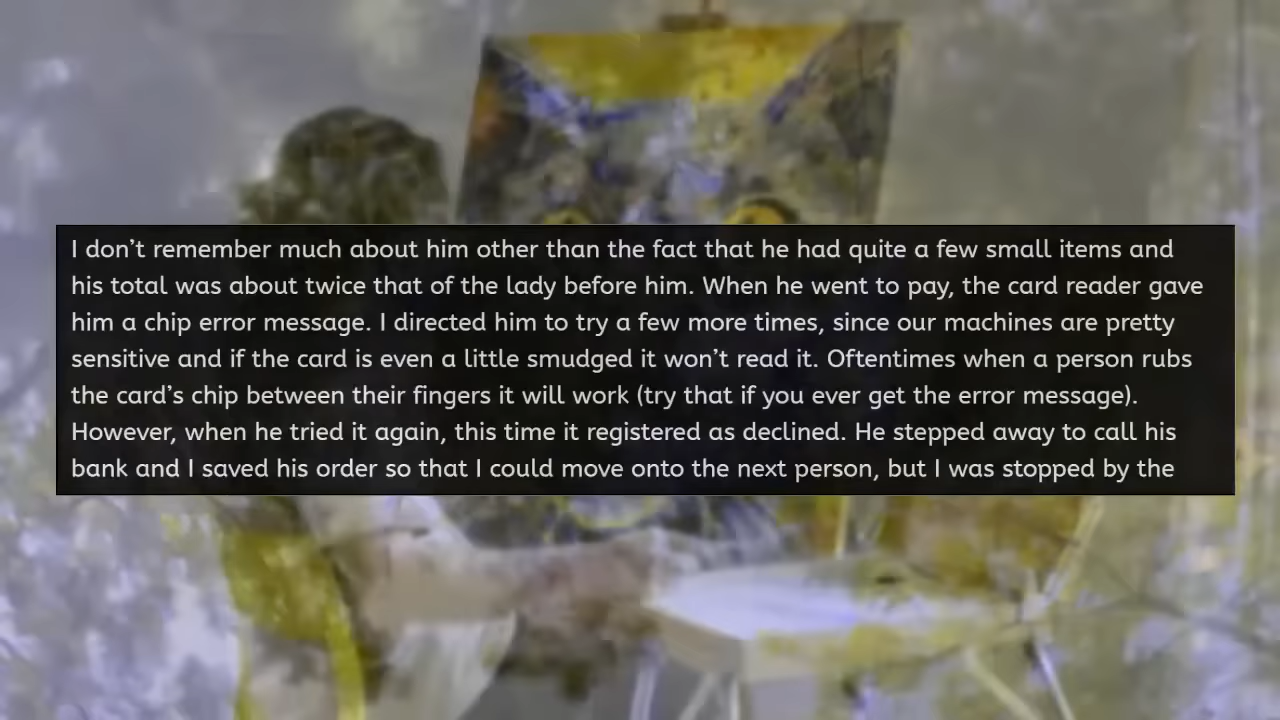 I don’t remember much about him other than the fact that he had quite a few small items and
his total was about twice that of the lady before him. When he went to pay, the card reader gave
him a chip error message. I directed him to try a few more times, since our machines are pretty
sensitive and if the card is even a little smudged it won’t read it. Oftentimes when a person rubs
the card’s chip between their fingers it will work (try that if you ever get the error message).
However, when he tried it again, this time it registered as declined. He stepped away to call his
bank and I saved his order so that I could move onto the next person, but I was stopped by the